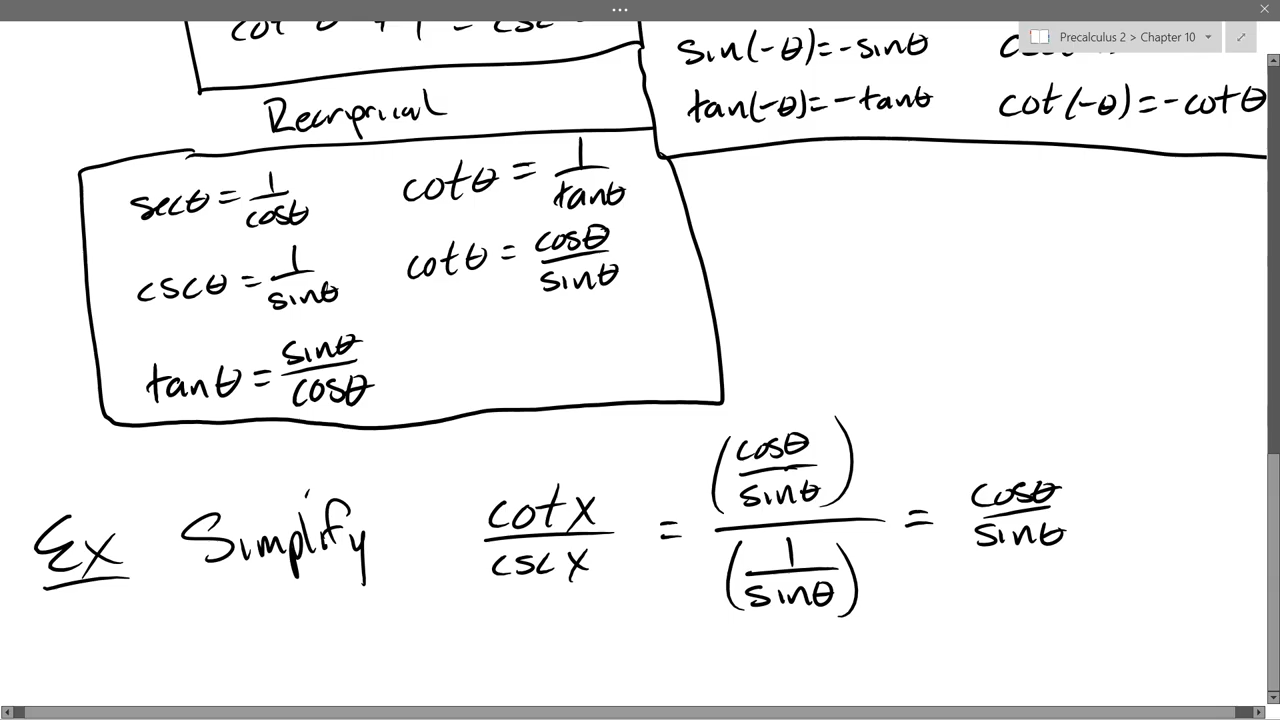 Precalculus 2 > Chapter 10
sin(-θ)=-sinθ
tan(-θ)=-tanθ cot(-θ)=-cotθ
Reciprical
secθ = 1/cosθ cotθ = 1/tanθ
cscθ = 1/sinθ cotθ = cosθ/sinθ
tanθ = sinθ/cosθ
Ex Simplify cotx/cscx = (cosθ/sinθ)/(1/sinθ) = cosθ/sinθ